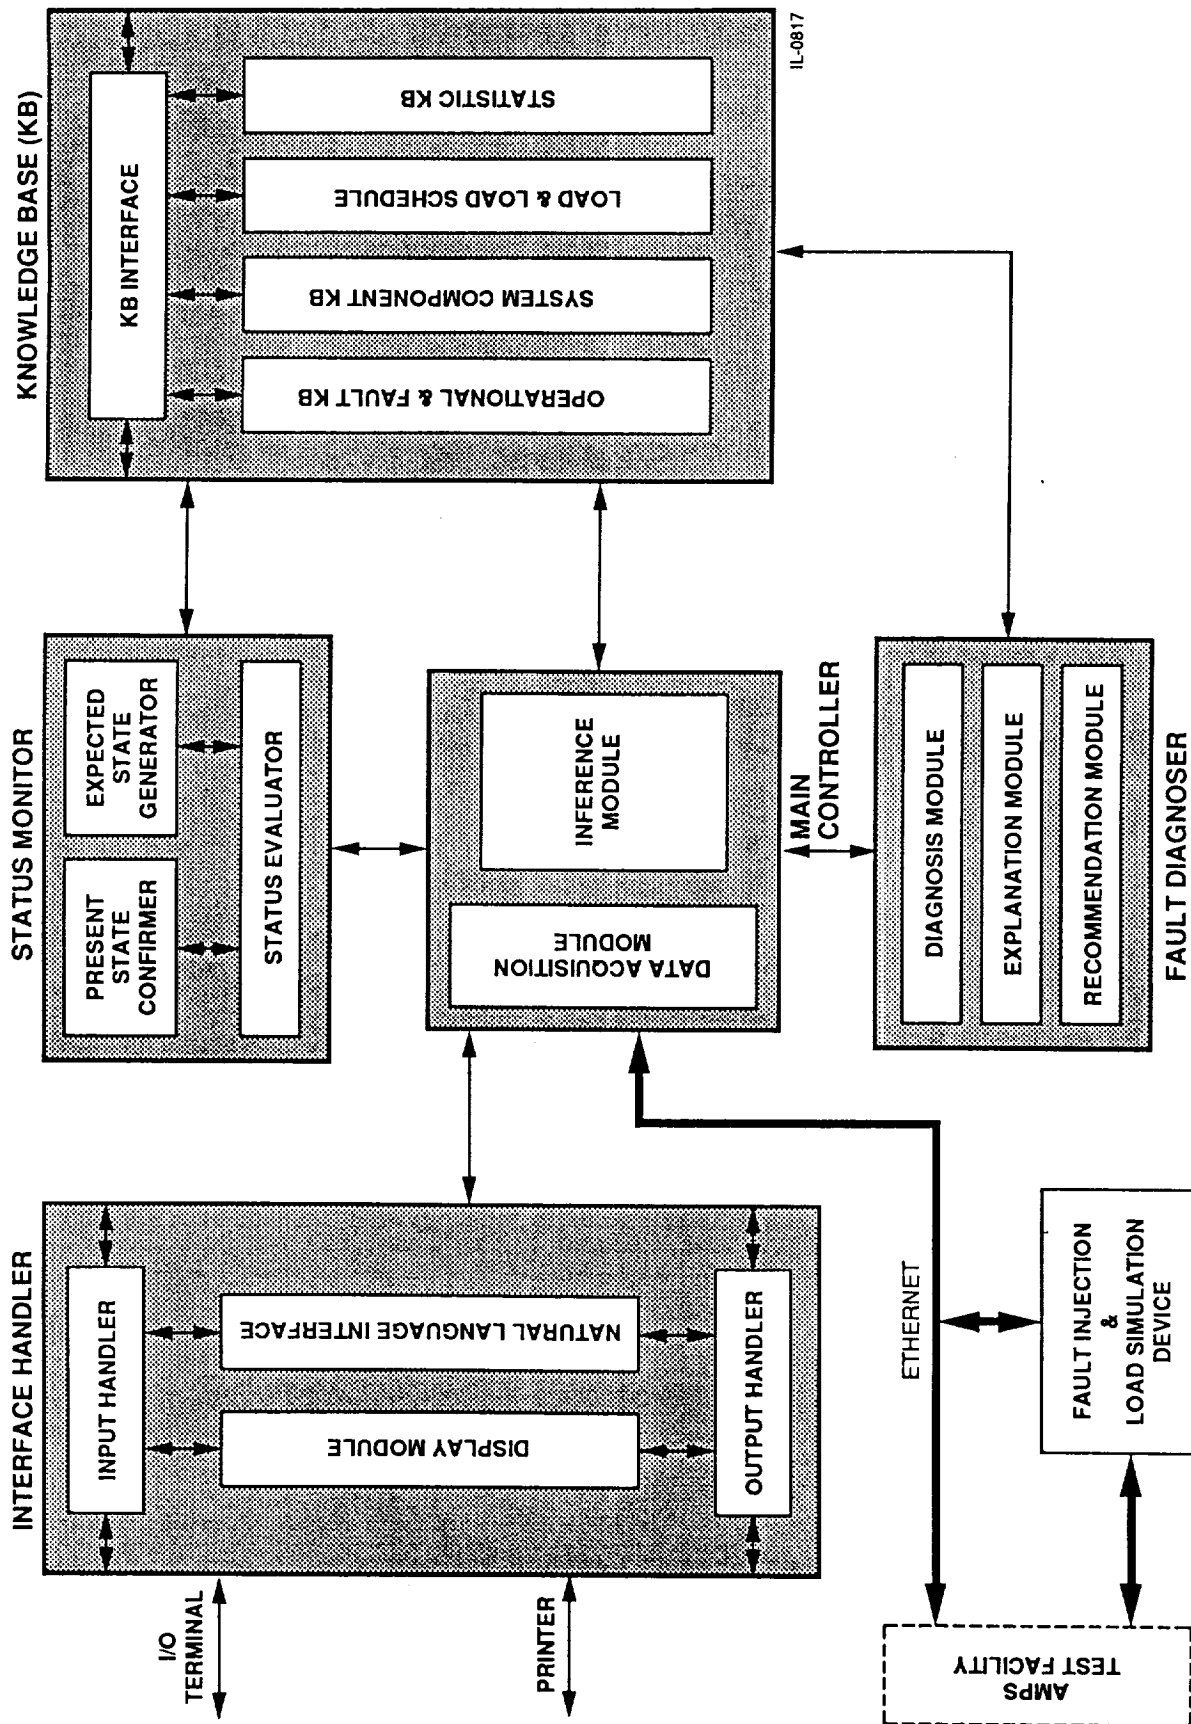 INTERFACE HANDLER
INPUT HANDLER
NATURAL LANGUAGE INTERFACE
DISPLAY MODULE
OUTPUT HANDLER
I/O
TERMINAL
PRINTER
STATUS MONITOR
PRESENT
STATE
CONFIRMER
EXPECTED
STATE
GENERATOR
STATUS EVALUATOR
DATA ACQUISITION
MODULE
INFERENCE
MODULE
MAIN
CONTROLLER
KNOWLEDGE BASE (KB)
KB INTERFACE
OPERATIONAL & FAULT KB
SYSTEM COMPONENT KB
LOAD & LOAD SCHEDULE
STATISTIC KB
IL-0817
DIAGNOSIS MODULE
EXPLANATION MODULE
RECOMMENDATION MODULE
FAULT DIAGNOSER
ETHERNET
FAULT INJECTION
&
LOAD SIMULATION
DEVICE
AMPS
TEST FACILITY